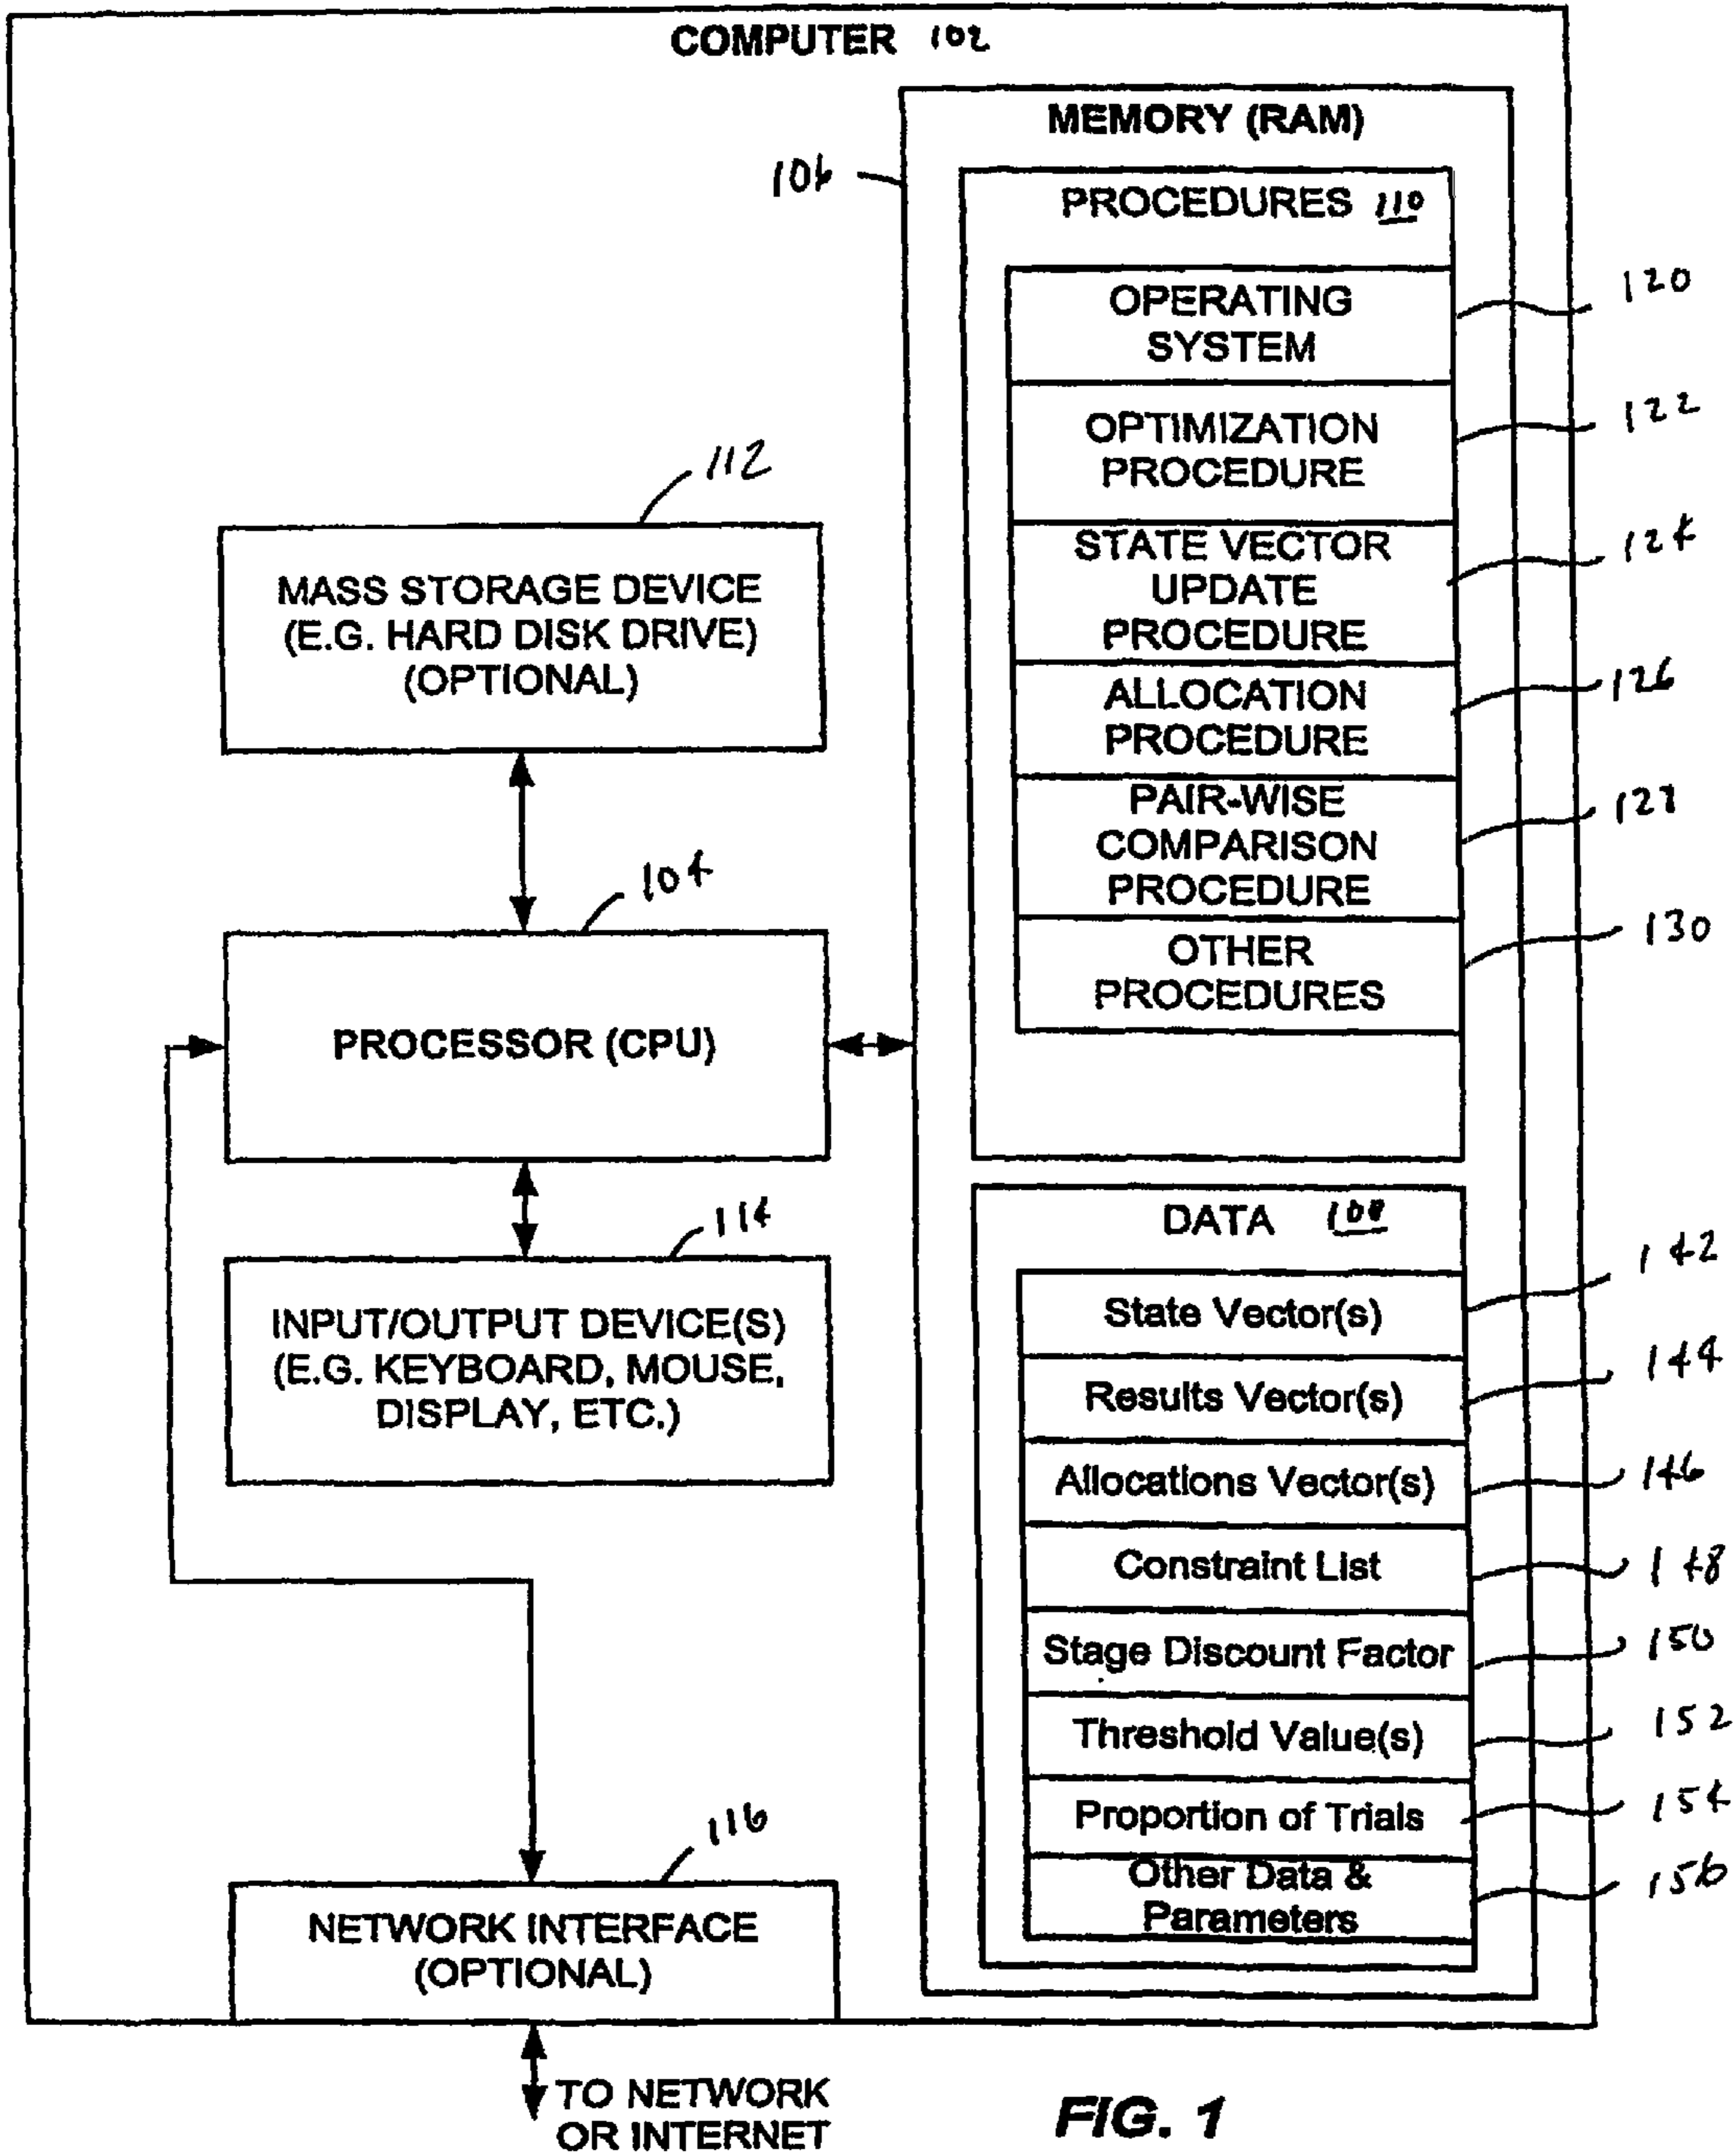 COMPUTER 102
MEMORY (RAM)
106
PROCEDURES 110
OPERATING
SYSTEM
120
OPTIMIZATION
PROCEDURE
122
STATE VECTOR
UPDATE
PROCEDURE
124
ALLOCATION
PROCEDURE
126
PAIR-WISE
COMPARISON
PROCEDURE
128
OTHER
PROCEDURES
130
112
MASS STORAGE DEVICE
(E.G. HARD DISK DRIVE)
(OPTIONAL)
104
PROCESSOR (CPU)
114
INPUT/OUTPUT DEVICE(S)
(E.G. KEYBOARD, MOUSE,
DISPLAY, ETC.)
DATA 108
State Vector(s)
142
Results Vector(s)
144
Allocations Vector(s)
146
Constraint List
148
Stage Discount Factor
150
Threshold Value(s)
152
Proportion of Trials
154
Other Data &
Parameters
156
116
NETWORK INTERFACE
(OPTIONAL)
TO NETWORK
OR INTERNET
FIG. 1